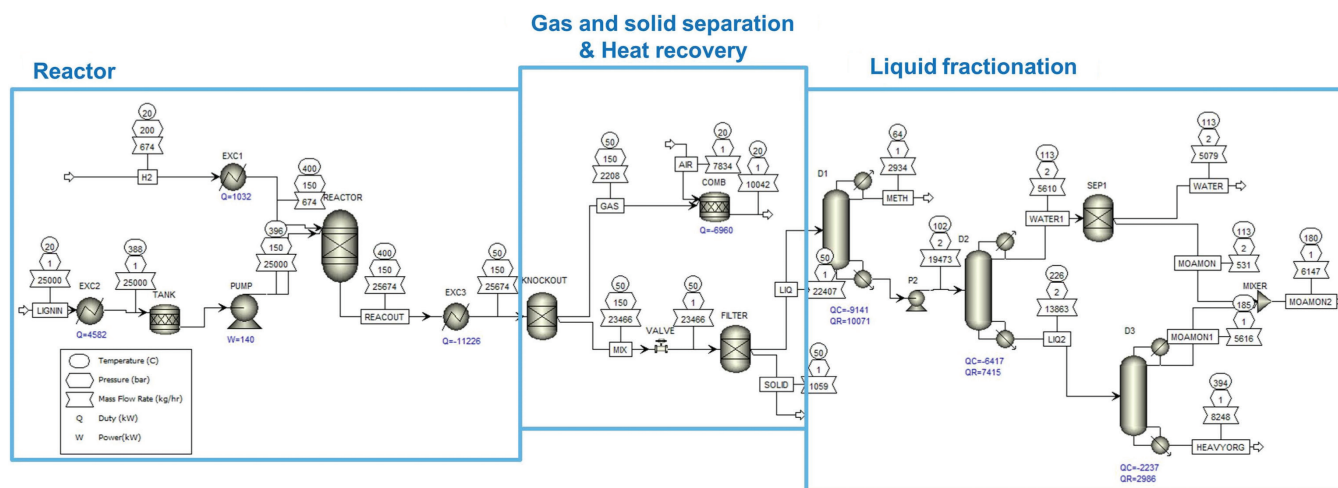 Gas and solid separation
& Heat recovery
Reactor
Liquid fractionation
20
200
674
H2
EXC1
Q=1032
400
150
674
REACTOR
20
1
25000
LIGNIN
EXC2
Q=4582
388
1
25000
TANK
PUMP
W=140
396
150
25000
400
150
25674
REACOUT
EXC3
Q=-11226
50
150
25674
KNOCKOUT
Temperature (C)
Pressure (bar)
Mass Flow Rate (kg/hr)
Q Duty (kW)
W Power(kW)
50
150
2208
GAS
20
1
7834
AIR
COMB
Q=-6960
20
1
10042
50
150
23466
MIX
VALVE
50
1
23466
FILTER
50
1
1059
SOLID
50
1
22407
LIQ
D1
QC=-9141
QR=10071
64
1
2934
METH
P2
102
2
19473
D2
QC=-6417
QR=7415
113
2
5610
WATER1
SEP1
113
2
5079
WATER
113
2
531
MOAMON
226
2
13863
LIQ2
D3
QC=-2237
QR=2986
185
1
5616
MOAMON1
MIXER
180
1
6147
MOAMON2
394
1
8248
HEAVYORG